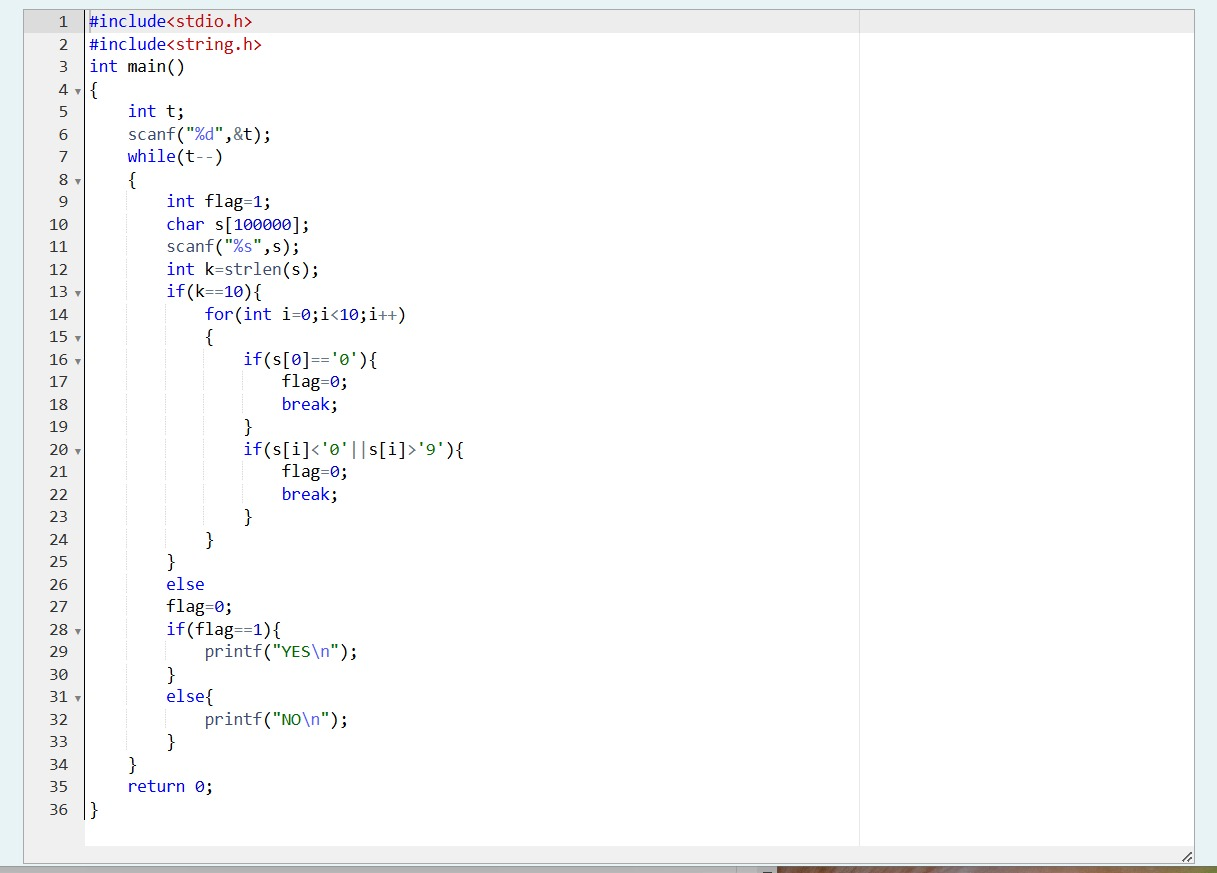 1 #include<stdio.h>
2 #include<string.h>
3 int main()
4 {
5     int t;
6     scanf("%d",&t);
7     while(t--)
8     {
9         int flag=1;
10         char s[100000];
11         scanf("%s",s);
12         int k=strlen(s);
13         if(k==10){
14             for(int i=0;i<10;i++)
15             {
16                 if(s[0]=='0'){
17                     flag=0;
18                     break;
19                 }
20                 if(s[i]<'0'||s[i]>'9'){
21                     flag=0;
22                     break;
23                 }
24             }
25         }
26         else
27         flag=0;
28         if(flag==1){
29             printf("YES\n");
30         }
31         else{
32             printf("NO\n");
33         }
34     }
35     return 0;
36 }